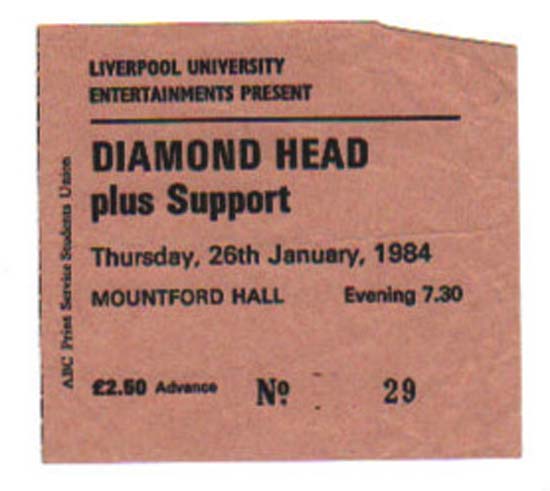 LIVERPOOL UNIVERSITY
ENTERTAINMENTS PRESENT
DIAMOND HEAD
plus Support
Thursday, 26th January, 1984
MOUNTFORD HALL Evening 7.30
£2.50 Advance Nº 29
ABC Print Service Students Union